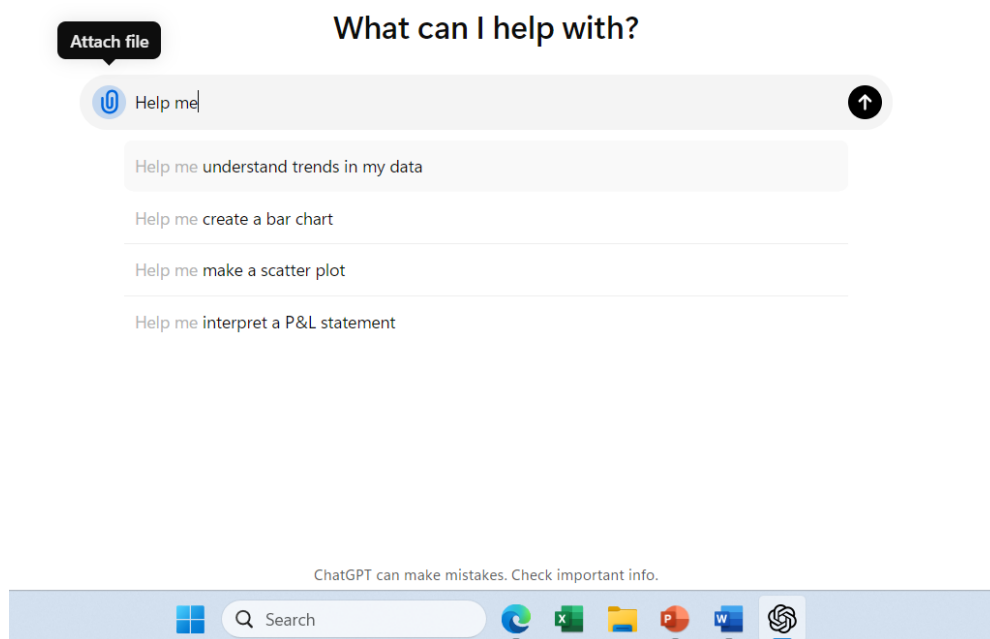 What can I help with?
Attach file
Help me
Help me understand trends in my data
Help me create a bar chart
Help me make a scatter plot
Help me interpret a P&L statement
ChatGPT can make mistakes. Check important info.
Search